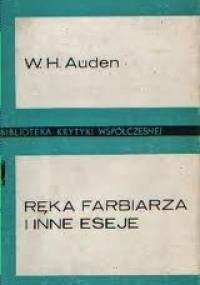 W. H. Auden
BIBLIOTEKA KRYTYKI WSPÓŁCZESNEJ
RĘKA FARBIARZA
I INNE ESEJE